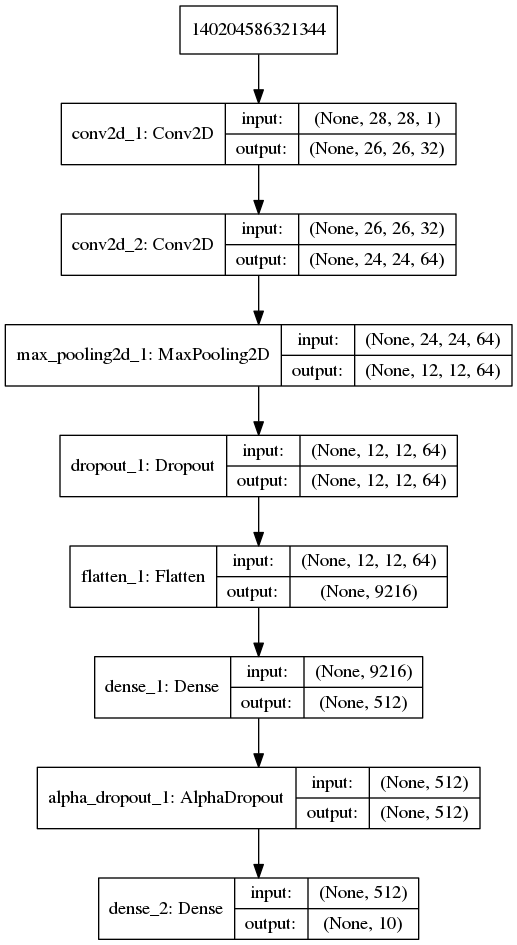 140204586321344
conv2d_1: Conv2D
input: (None, 28, 28, 1)
output: (None, 26, 26, 32)
conv2d_2: Conv2D
input: (None, 26, 26, 32)
output: (None, 24, 24, 64)
max_pooling2d_1: MaxPooling2D
input: (None, 24, 24, 64)
output: (None, 12, 12, 64)
dropout_1: Dropout
input: (None, 12, 12, 64)
output: (None, 12, 12, 64)
flatten_1: Flatten
input: (None, 12, 12, 64)
output: (None, 9216)
dense_1: Dense
input: (None, 9216)
output: (None, 512)
alpha_dropout_1: AlphaDropout
input: (None, 512)
output: (None, 512)
dense_2: Dense
input: (None, 512)
output: (None, 10)